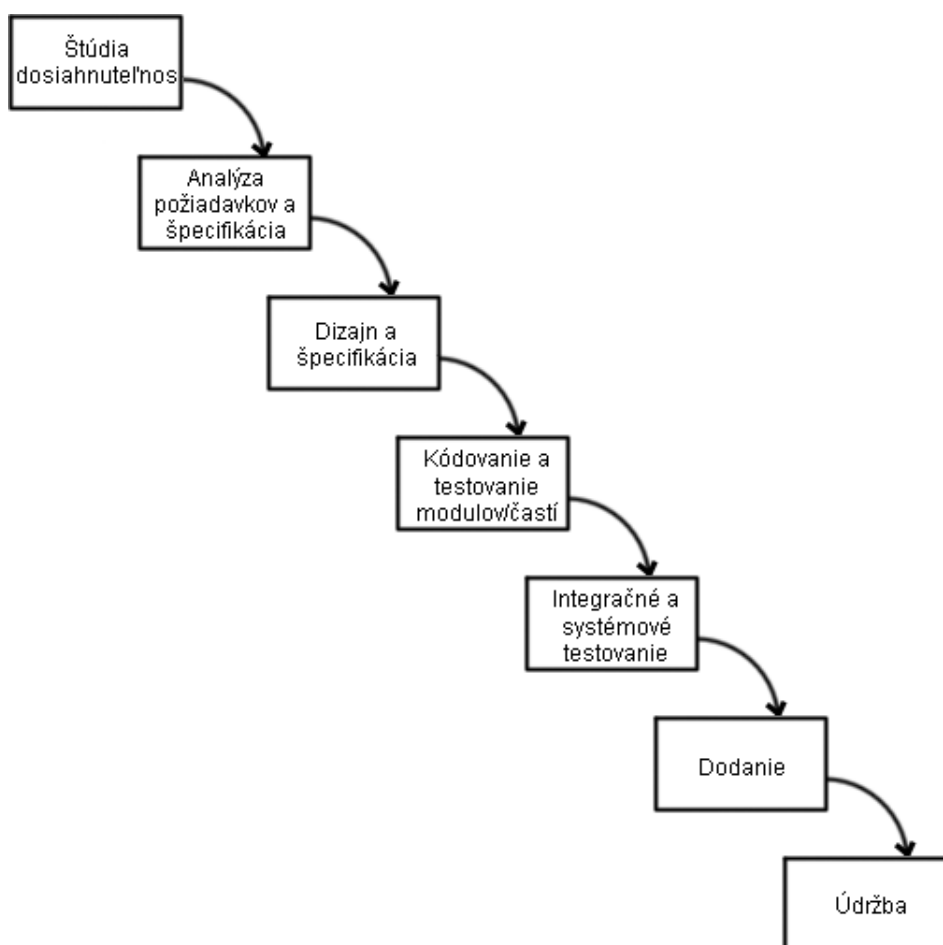 Štúdia
dosiahnuteľnos
Analýza
požiadavkov a
špecifikácia
Dizajn a
špecifikácia
Kódovanie a
testovanie
modulov/častí
Integračné a
systémové
testovanie
Dodanie
Údržba